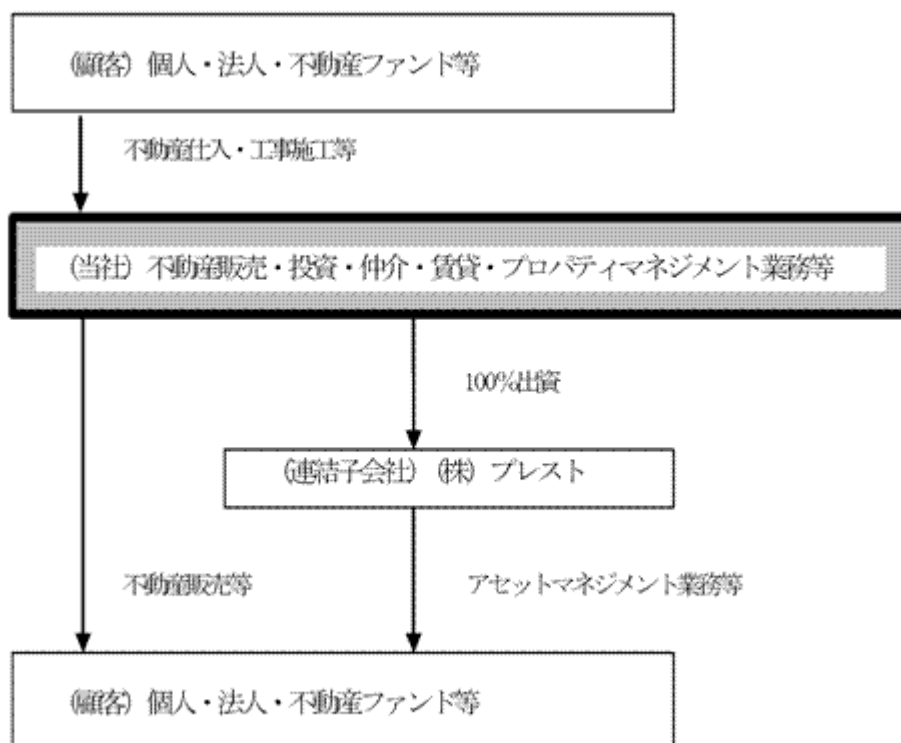 (顧客) 個人・法人・不動産ファンド等
不動産仕入・工事施工等
(当社) 不動産販売・投資・仲介・賃貸・プロパティマネジメント業務等
100%出資
(連結子会社) (株) プレスト
不動産販売等
アセットマネジメント業務等
(顧客) 個人・法人・不動産ファンド等